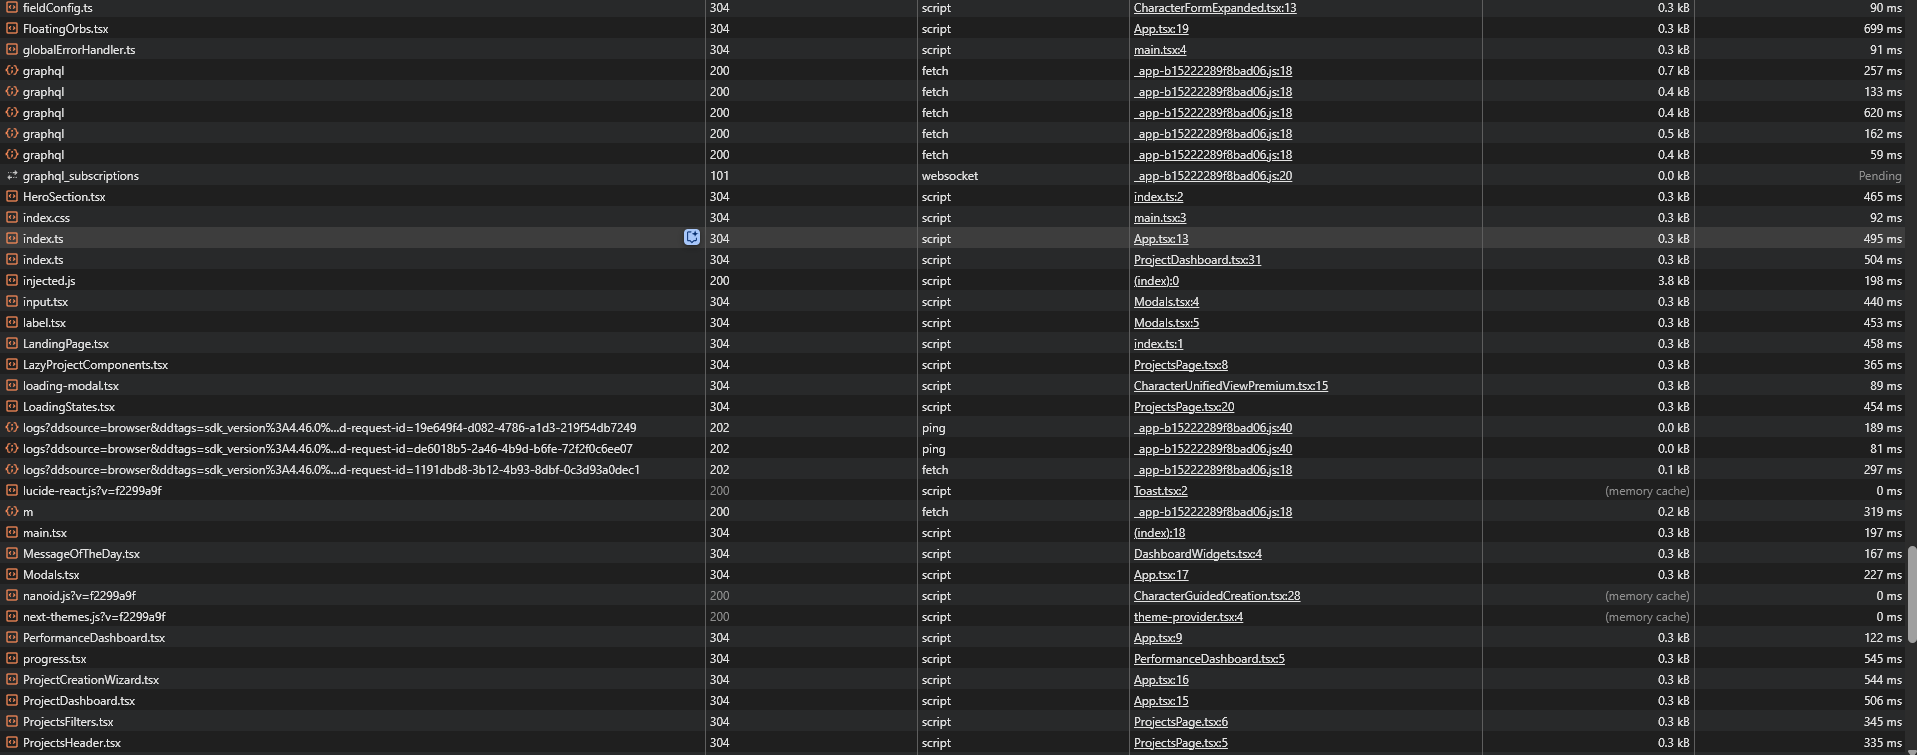 fieldConfig.ts 304 script CharacterFormExpanded.tsx:13 0.3 kB 90 ms
FloatingOrbs.tsx 304 script App.tsx:19 0.3 kB 699 ms
globalErrorHandler.ts 304 script main.tsx:4 0.3 kB 91 ms
graphql 200 fetch _app-b15222289f8bad06.js:18 0.7 kB 257 ms
graphql 200 fetch _app-b15222289f8bad06.js:18 0.4 kB 133 ms
graphql 200 fetch _app-b15222289f8bad06.js:18 0.4 kB 620 ms
graphql 200 fetch _app-b15222289f8bad06.js:18 0.5 kB 162 ms
graphql 200 fetch _app-b15222289f8bad06.js:18 0.4 kB 59 ms
graphql_subscriptions 101 websocket _app-b15222289f8bad06.js:20 0.0 kB Pending
HeroSection.tsx 304 script index.ts:2 0.3 kB 465 ms
index.css 304 script main.tsx:3 0.3 kB 92 ms
index.ts 304 script App.tsx:13 0.3 kB 495 ms
index.ts 304 script ProjectDashboard.tsx:31 0.3 kB 504 ms
injected.js 200 script (index):0 3.8 kB 198 ms
input.tsx 304 script Modals.tsx:4 0.3 kB 440 ms
label.tsx 304 script Modals.tsx:5 0.3 kB 453 ms
LandingPage.tsx 304 script index.ts:1 0.3 kB 458 ms
LazyProjectComponents.tsx 304 script ProjectsPage.tsx:8 0.3 kB 365 ms
loading-modal.tsx 304 script CharacterUnifiedViewPremium.tsx:15 0.3 kB 89 ms
LoadingStates.tsx 304 script ProjectsPage.tsx:20 0.3 kB 454 ms
logs?ddsource=browser&ddtags=sdk_version%3A4.46.0%...d-request-id=19e649f4-d082-4786-a1d3-219f54db7249 202 ping _app-b15222289f8bad06.js:40 0.0 kB 189 ms
logs?ddsource=browser&ddtags=sdk_version%3A4.46.0%...d-request-id=de6018b5-2a46-4b9d-b6fe-72f2f0c6ee07 202 ping _app-b15222289f8bad06.js:40 0.0 kB 81 ms
logs?ddsource=browser&ddtags=sdk_version%3A4.46.0%...d-request-id=1191dbd8-3b12-4b93-8dbf-0c3d93a0dec1 202 fetch _app-b15222289f8bad06.js:18 0.1 kB 297 ms
lucide-react.js?v=f2299a9f 200 script Toast.tsx:2 (memory cache) 0 ms
m 200 fetch _app-b15222289f8bad06.js:18 0.2 kB 319 ms
main.tsx 304 script (index):18 0.3 kB 197 ms
MessageOfTheDay.tsx 304 script DashboardWidgets.tsx:4 0.3 kB 167 ms
Modals.tsx 304 script App.tsx:17 0.3 kB 227 ms
nanoid.js?v=f2299a9f 200 script CharacterGuidedCreation.tsx:28 (memory cache) 0 ms
next-themes.js?v=f2299a9f 200 script theme-provider.tsx:4 (memory cache) 0 ms
PerformanceDashboard.tsx 304 script App.tsx:9 0.3 kB 122 ms
progress.tsx 304 script PerformanceDashboard.tsx:5 0.3 kB 545 ms
ProjectCreationWizard.tsx 304 script App.tsx:16 0.3 kB 544 ms
ProjectDashboard.tsx 304 script App.tsx:15 0.3 kB 506 ms
ProjectsFilters.tsx 304 script ProjectsPage.tsx:6 0.3 kB 345 ms
ProjectsHeader.tsx 304 script ProjectsPage.tsx:5 0.3 kB 335 ms